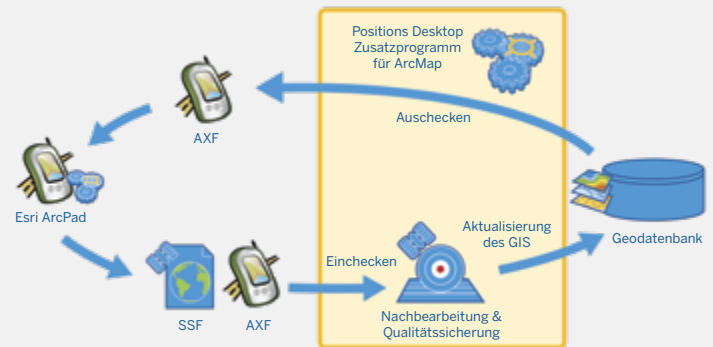 Positions Desktop
Zusatzprogramm
für ArcMap
Auschecken
AXF
Esri ArcPad
Geodatenbank
Aktualisierung
des GIS
Einchecken
SSF
AXF
Nachbearbeitung &
Qualitätssicherung